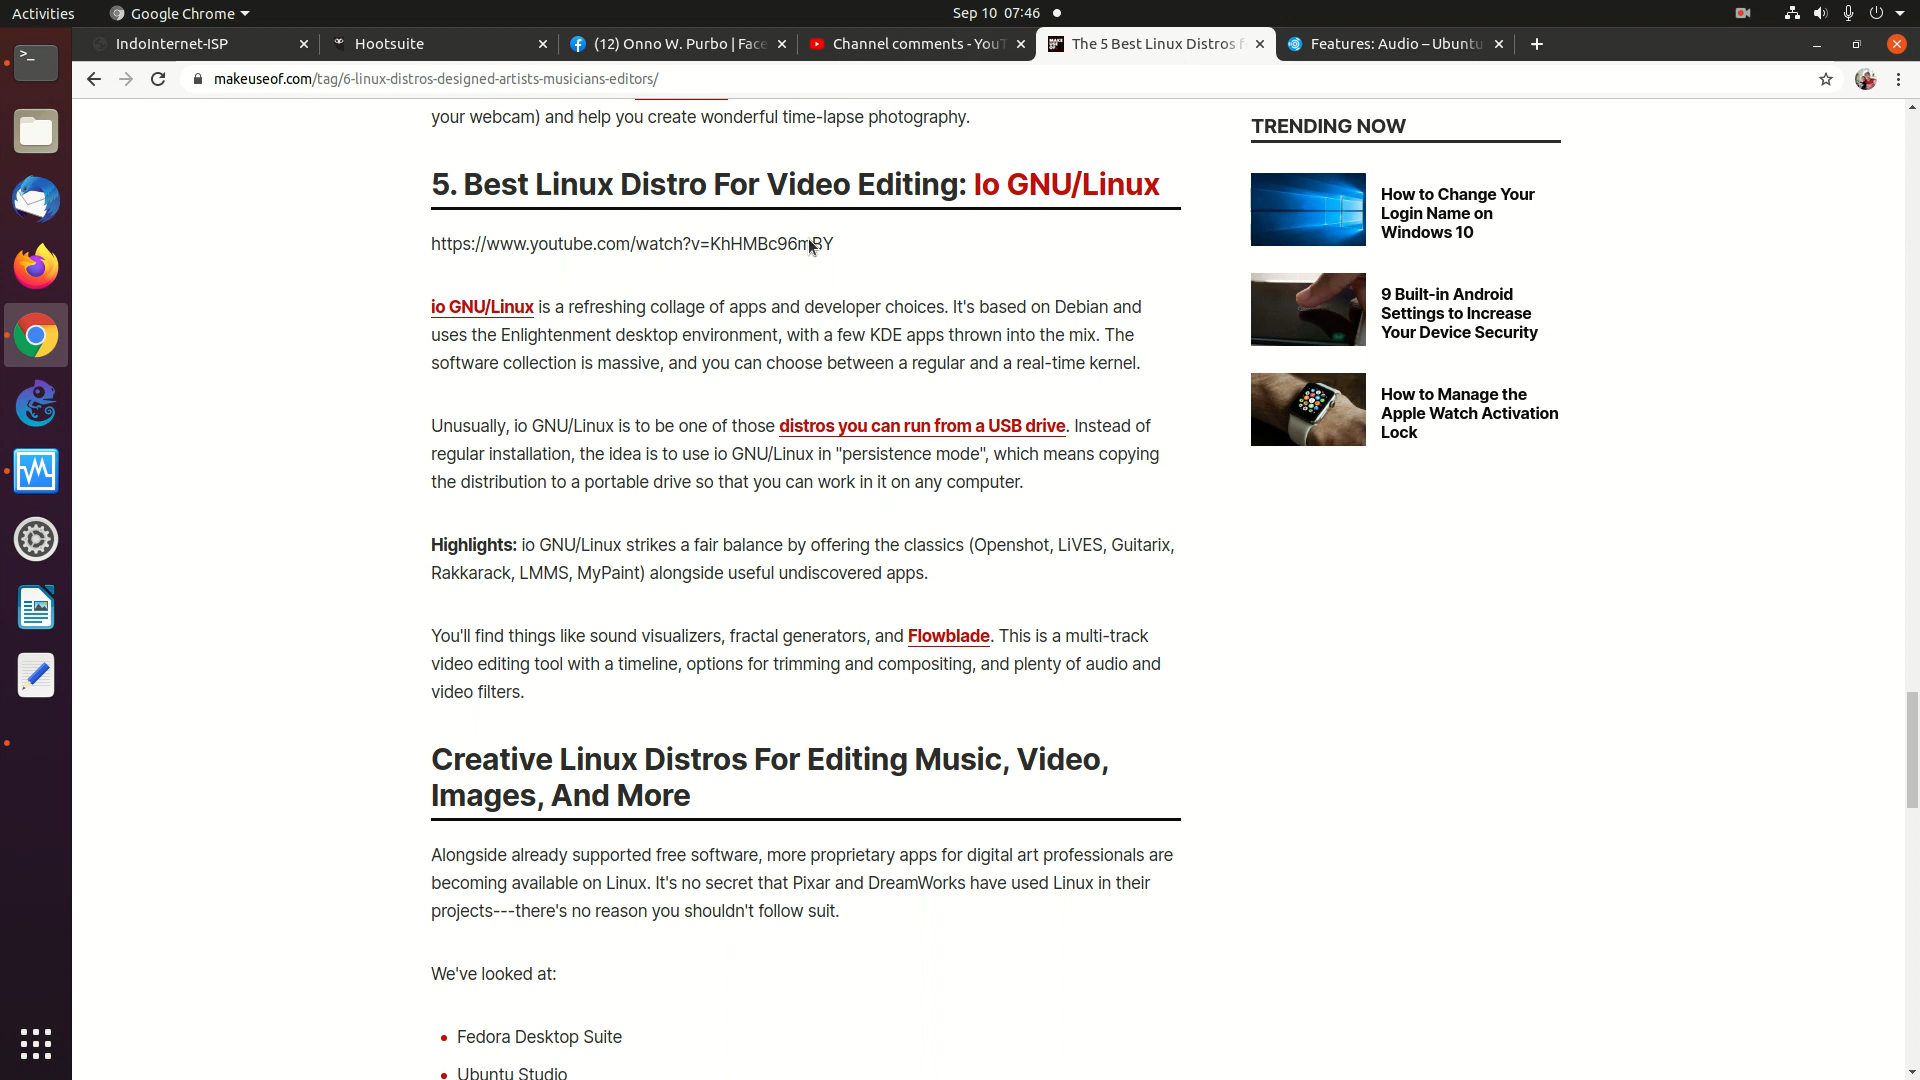 Activities
Google Chrome
Sep 10 07:46
IndoInternet-ISP
Hootsuite
(12) Onno W. Purbo | Face
Channel comments - YouT
The 5 Best Linux Distros f
Features: Audio – Ubuntu
makeuseof.com/tag/6-linux-distros-designed-artists-musicians-editors/
your webcam) and help you create wonderful time-lapse photography.
5. Best Linux Distro For Video Editing: Io GNU/Linux
https://www.youtube.com/watch?v=KhHMBc96mBY
io GNU/Linux is a refreshing collage of apps and developer choices. It's based on Debian and
uses the Enlightenment desktop environment, with a few KDE apps thrown into the mix. The
software collection is massive, and you can choose between a regular and a real-time kernel.
Unusually, io GNU/Linux is to be one of those distros you can run from a USB drive. Instead of
regular installation, the idea is to use io GNU/Linux in "persistence mode", which means copying
the distribution to a portable drive so that you can work in it on any computer.
Highlights: io GNU/Linux strikes a fair balance by offering the classics (Openshot, LiVES, Guitarix,
Rakkarack, LMMS, MyPaint) alongside useful undiscovered apps.
You'll find things like sound visualizers, fractal generators, and Flowblade. This is a multi-track
video editing tool with a timeline, options for trimming and compositing, and plenty of audio and
video filters.
Creative Linux Distros For Editing Music, Video,
Images, And More
Alongside already supported free software, more proprietary apps for digital art professionals are
becoming available on Linux. It's no secret that Pixar and DreamWorks have used Linux in their
projects---there's no reason you shouldn't follow suit.
We've looked at:
Fedora Desktop Suite
Ubuntu Studio
TRENDING NOW
How to Change Your
Login Name on
Windows 10
9 Built-in Android
Settings to Increase
Your Device Security
How to Manage the
Apple Watch Activation
Lock